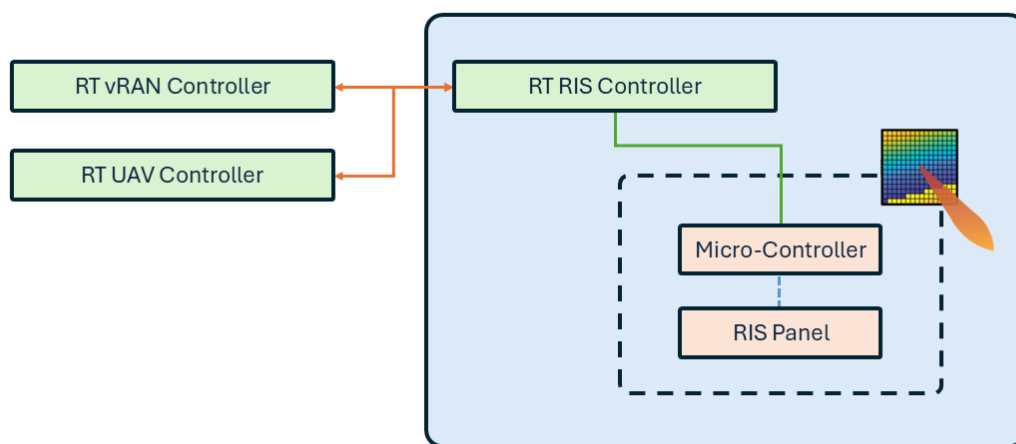 RT vRAN Controller
RT RIS Controller
RT UAV Controller
Micro-Controller
RIS Panel